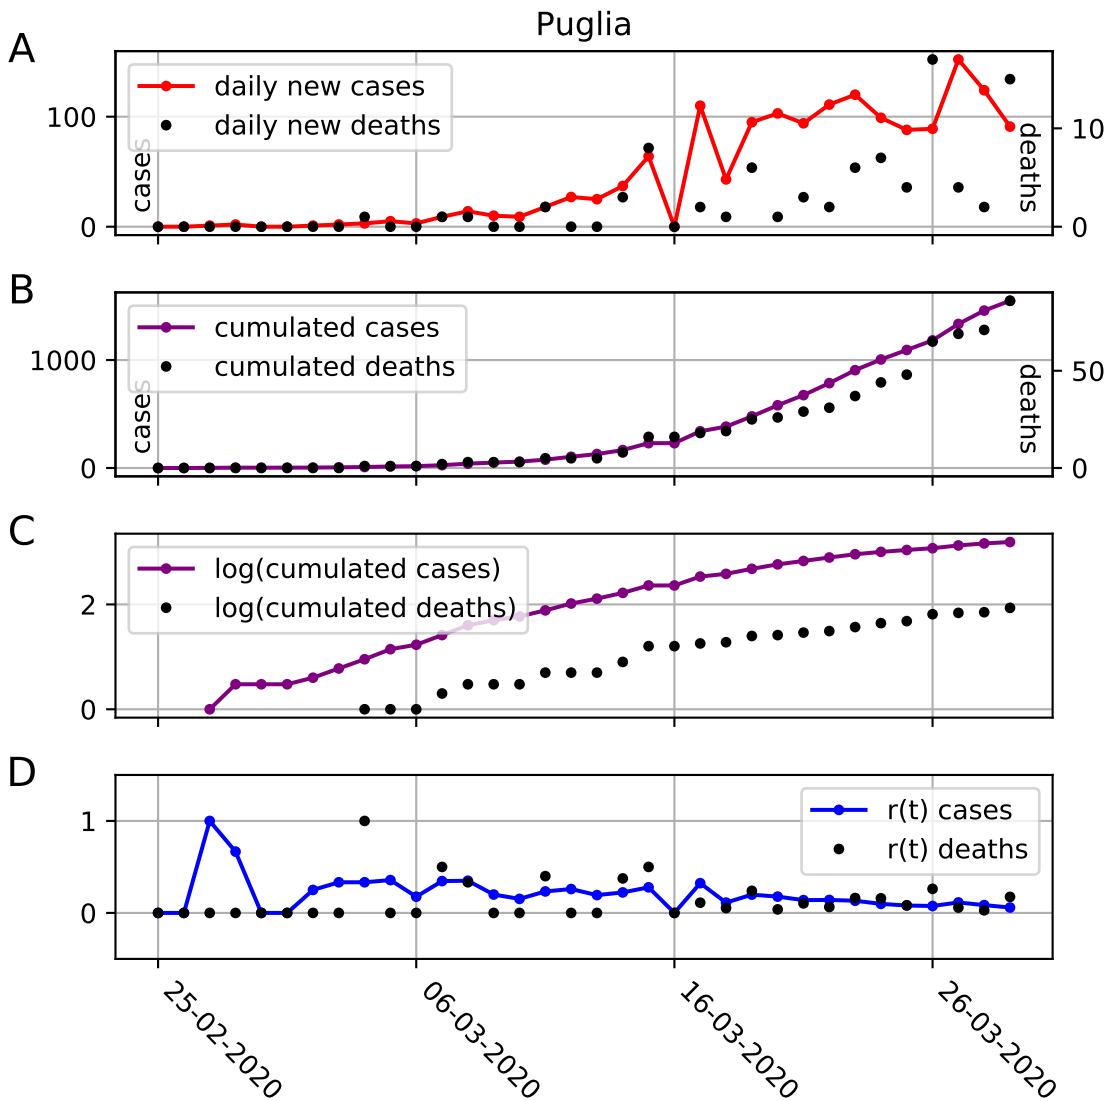 Puglia
A
daily new cases
daily new deaths
100
0
cases
10
0
deaths
B
cumulated cases
cumulated deaths
1000
0
cases
50
0
deaths
C
log(cumulated cases)
log(cumulated deaths)
2
0
D
r(t) cases
r(t) deaths
1
0
25-02-2020
06-03-2020
16-03-2020
26-03-2020